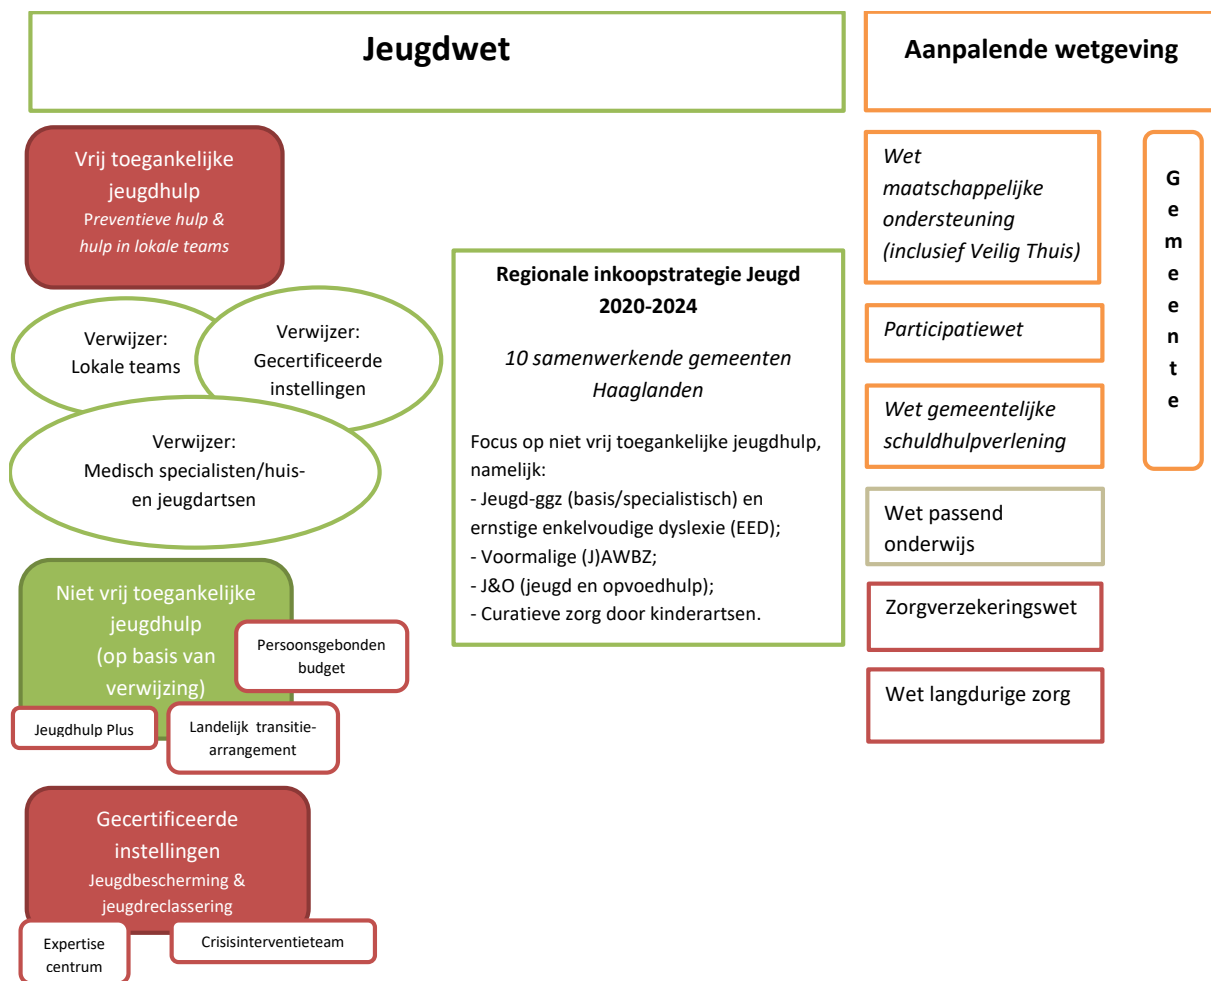 Jeugdwet
Aanpalende wetgeving
Vrij toegankelijke
jeugdhulp
Preventieve hulp &
hulp in lokale teams
Verwijzer:
Lokale teams
Verwijzer:
Gecertificeerde
instellingen
Verwijzer:
Medisch specialisten/huis-
en jeugdartsen
Niet vrij toegankelijke
jeugdhulp
(op basis van
verwijzing)
Persoonsgebonden
budget
Jeugdhulp Plus
Landelijk transitie-
arrangement
Gecertificeerde
instellingen
Jeugdbescherming &
jeugdreclassering
Expertise
centrum
Crisisinterventieteam
Regionale inkoopstrategie Jeugd
2020-2024
10 samenwerkende gemeenten
Haaglanden
Focus op niet vrij toegankelijke jeugdhulp,
namelijk:
- Jeugd-ggz (basis/specialistisch) en
ernstige enkelvoudige dyslexie (EED);
- Voormalige (J)AWBZ;
- J&O (jeugd en opvoedhulp);
- Curatieve zorg door kinderartsen.
Wet
maatschappelijke
ondersteuning
(inclusief Veilig Thuis)
Participatiewet
Wet gemeentelijke
schuldhulpverlening
Wet passend
onderwijs
Zorgverzekeringswet
Wet langdurige zorg
G
e
m
e
e
n
t
e